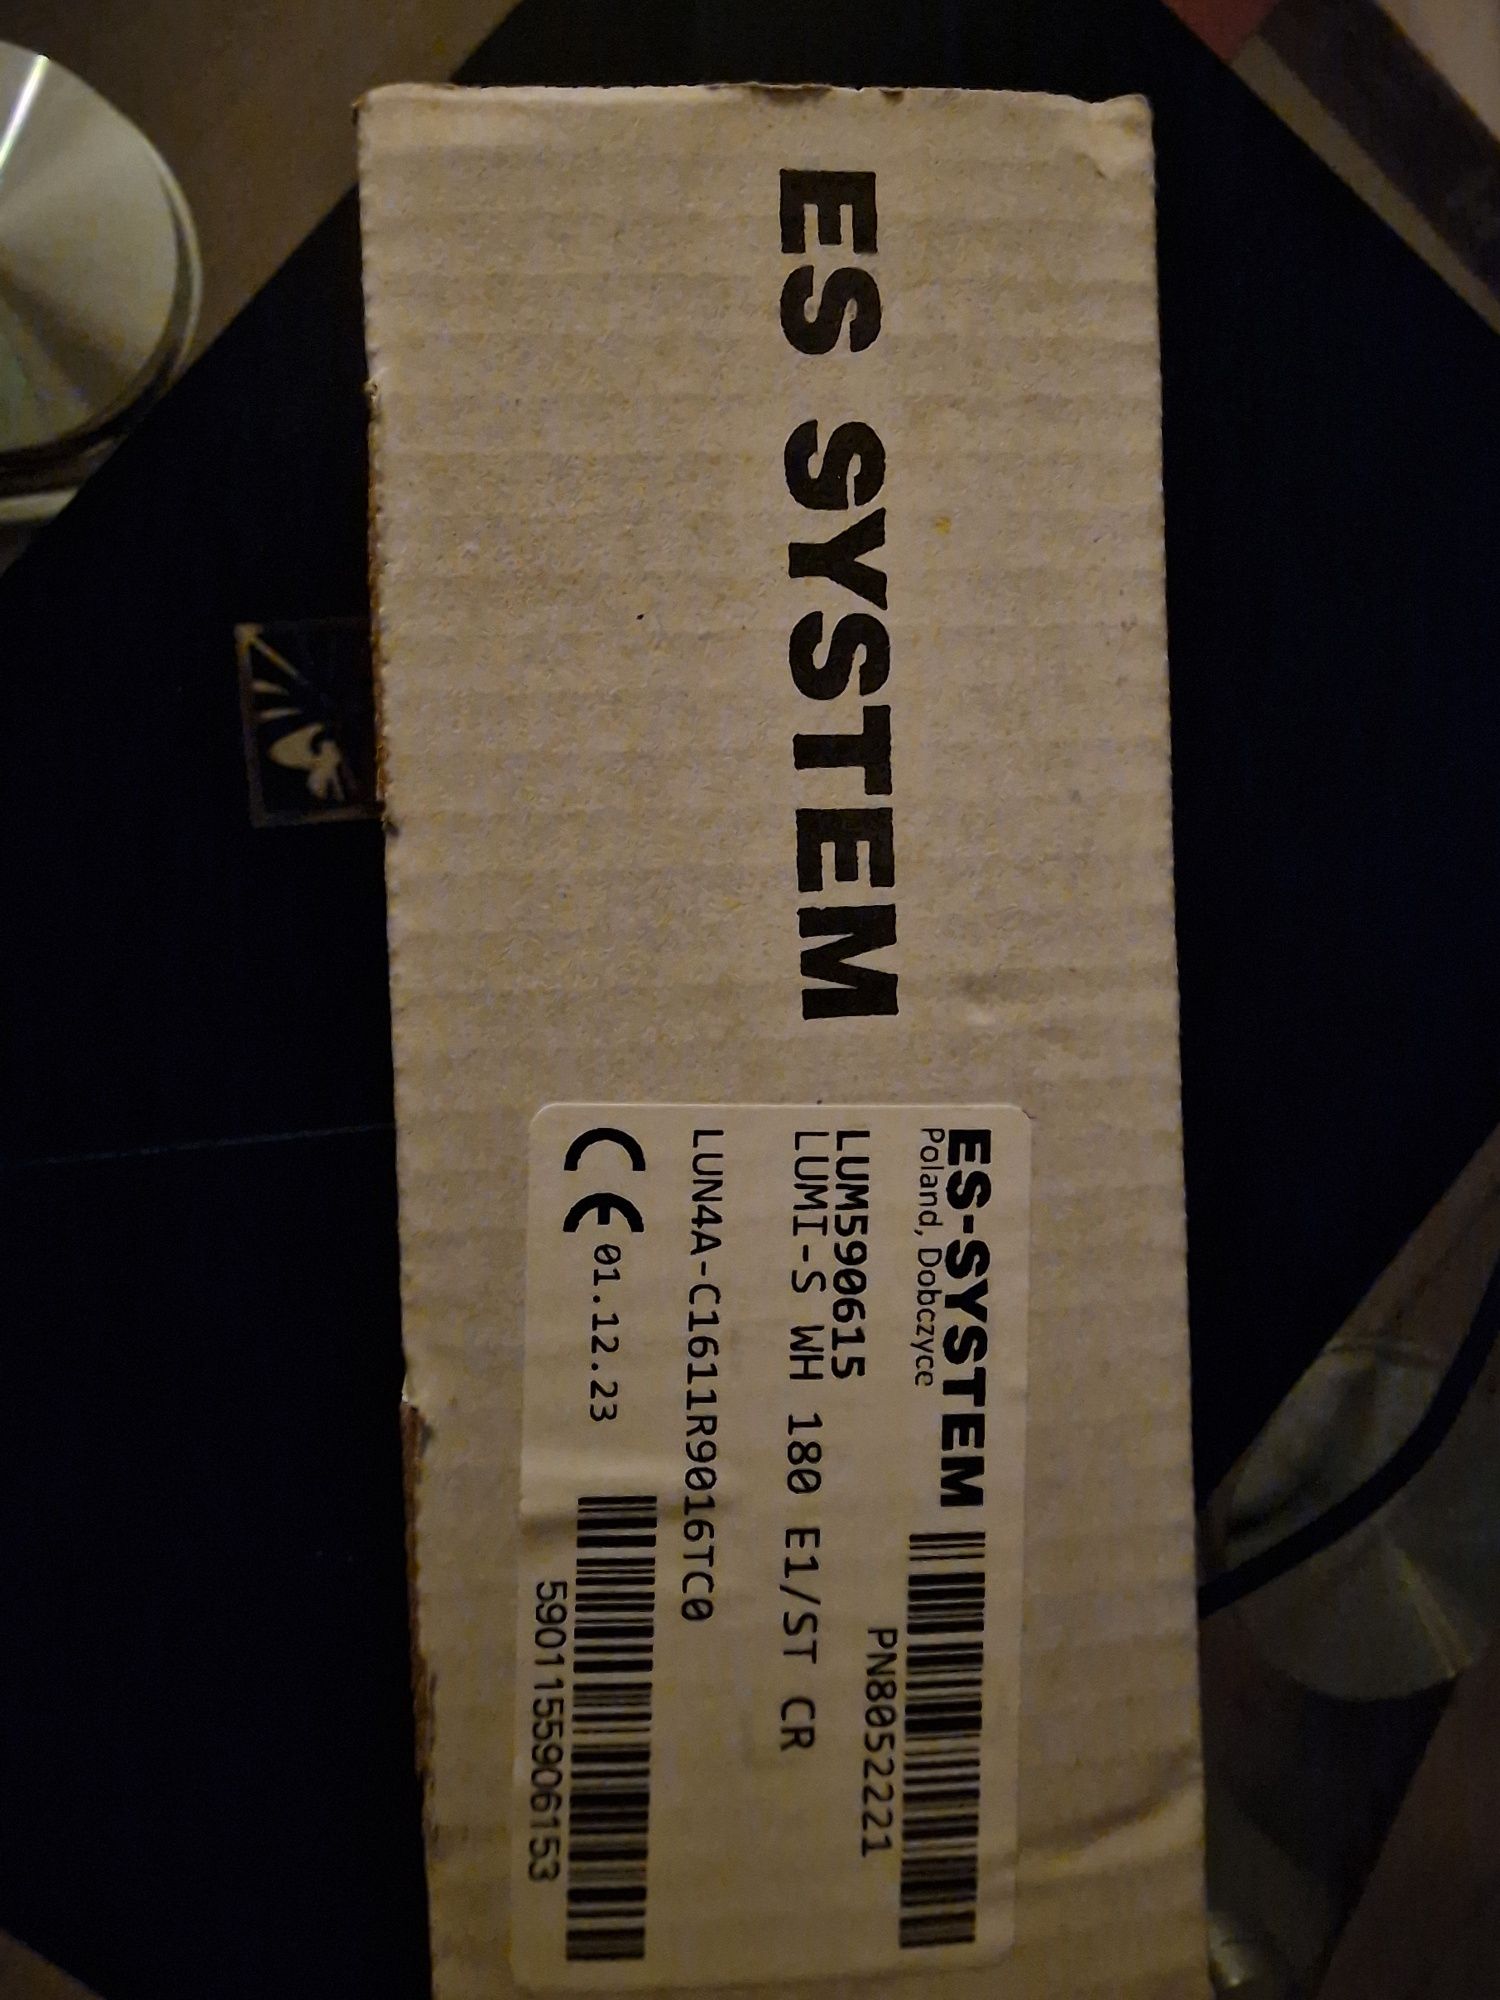 ES SYSTEM
ES-SYSTEM
Poland, Dobczyce
PN8052221
LUM590615
LUMI-S WH 180 E1/ST CR
LUN4A-C1611R9016TC0
CE 01.12.23
5901155906153